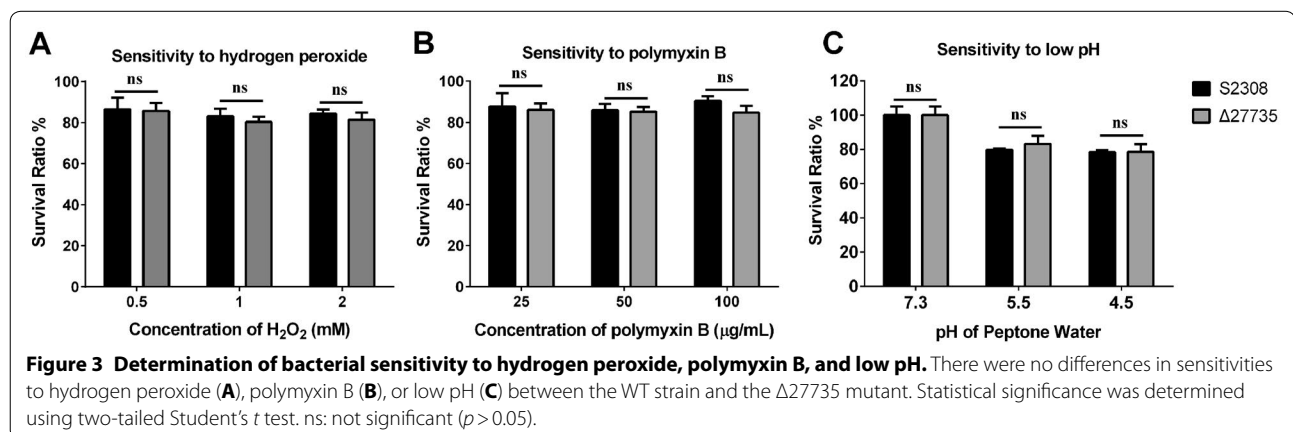 A
Sensitivity to hydrogen peroxide
Survival Ratio %
100
80
60
40
20
0
ns
ns
ns
0.5
1
2
Concentration of H₂O₂ (mM)
B
Sensitivity to polymyxin B
Survival Ratio %
100
80
60
40
20
0
ns
ns
ns
25
50
100
Concentration of polymyxin B (μg/mL)
C
Sensitivity to low pH
Survival Ratio %
120
100
80
60
40
20
0
ns
ns
ns
7.3
5.5
4.5
pH of Peptone Water
S2308
Δ27735
Figure 3 Determination of bacterial sensitivity to hydrogen peroxide, polymyxin B, and low pH. There were no differences in sensitivities
to hydrogen peroxide (A), polymyxin B (B), or low pH (C) between the WT strain and the Δ27735 mutant. Statistical significance was determined
using two-tailed Student's t test. ns: not significant (p > 0.05).